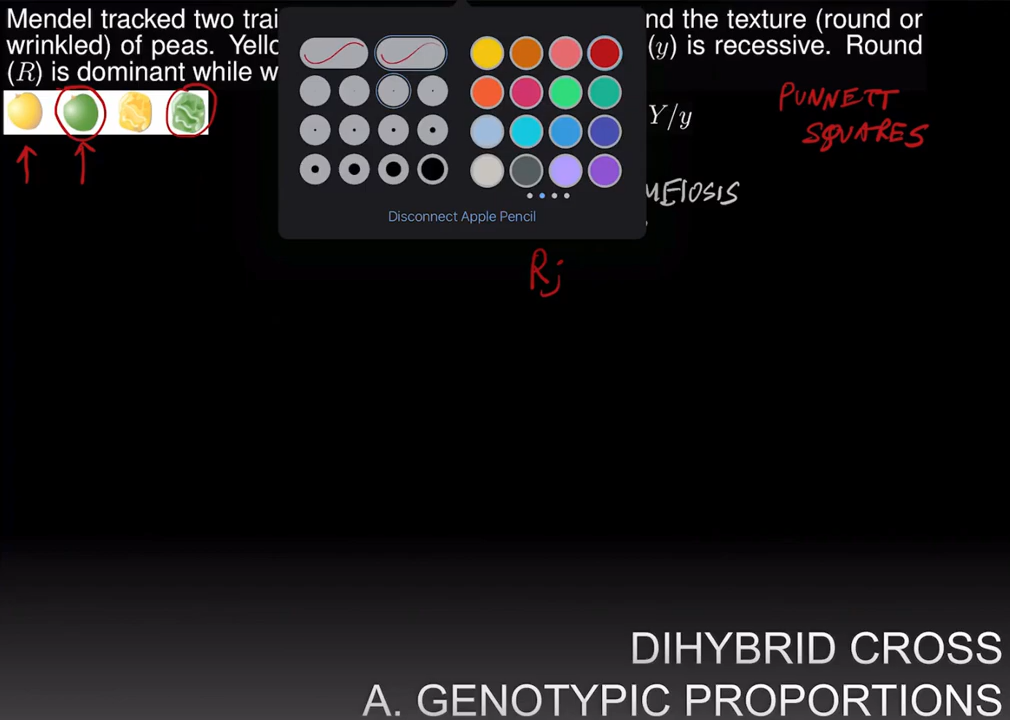 Mendel tracked two trai nd the texture (round or
wrinkled) of peas. Yello (y) is recessive. Round
(R) is dominant while w
Y/y
PUNNETT
SQUARES
MEIOSIS
Disconnect Apple Pencil
R;
DIHYBRID CROSS
A. GENOTYPIC PROPORTIONS